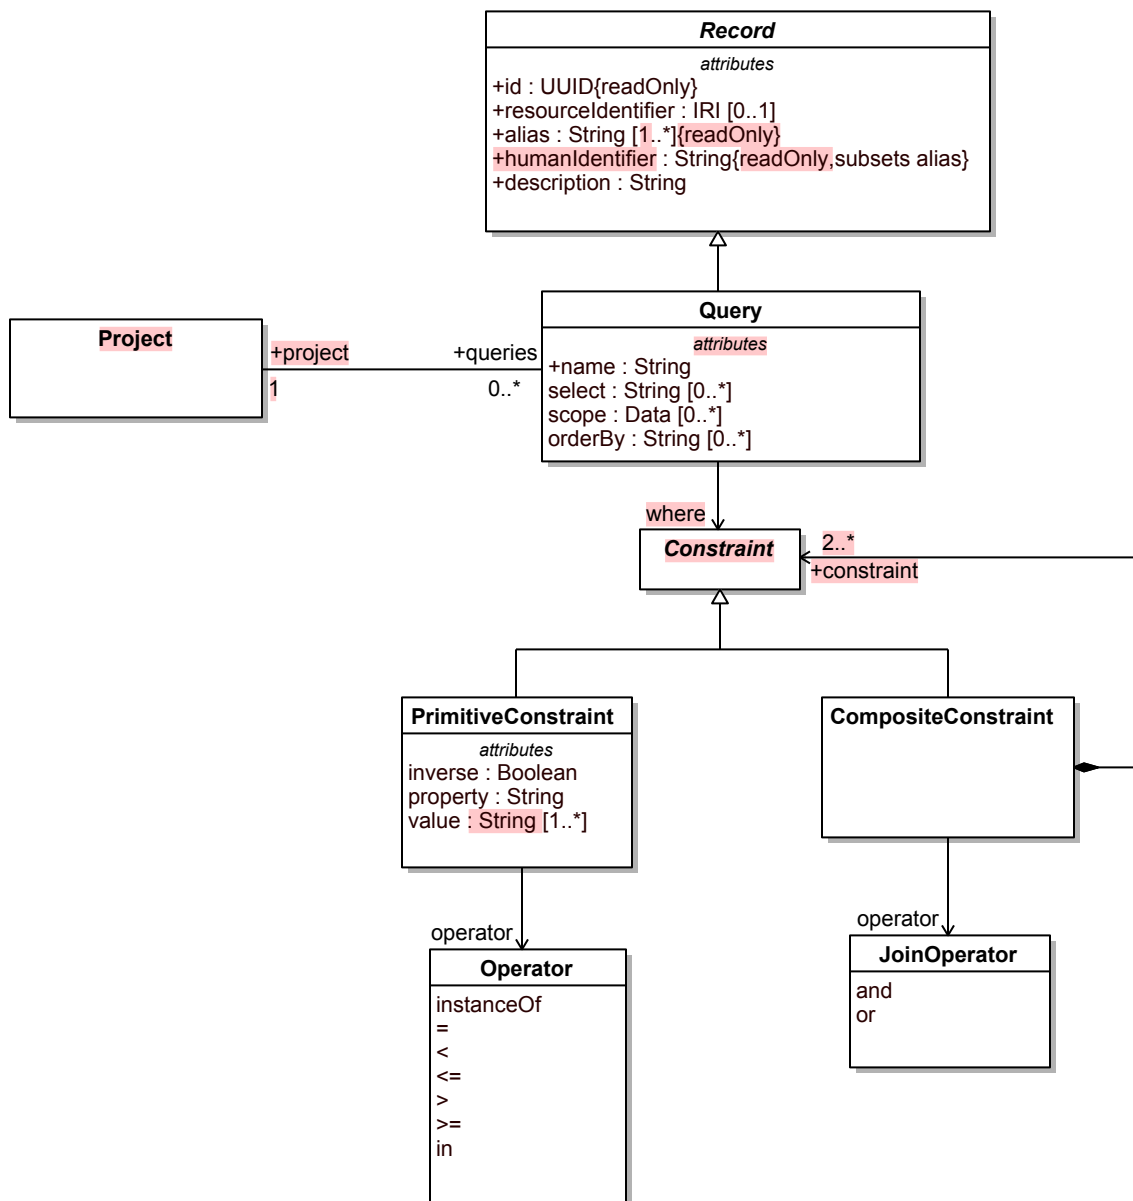 Record
attributes
+id : UUID{readOnly}
+resourceIdentifier : IRI [0..1]
+alias : String [1..*]{readOnly}
+humanIdentifier : String{readOnly,subsets alias}
+description : String
Project
+project
1
+queries
0..*
Query
attributes
+name : String
select : String [0..*]
scope : Data [0..*]
orderBy : String [0..*]
where
Constraint
2..*
+constraint
PrimitiveConstraint
attributes
inverse : Boolean
property : String
value : String [1..*]
CompositeConstraint
operator
Operator
instanceOf
=
<
<=
>
>=
in
operator
JoinOperator
and
or